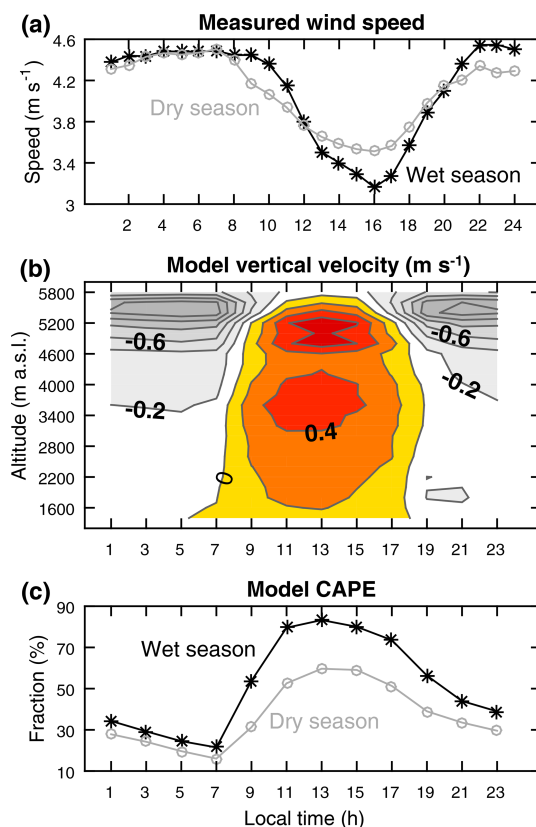 (a) Measured wind speed
4.6
4.2
3.8
3.4
3
Speed (m s⁻¹)
Dry season
Wet season
2 4 6 8 10 12 14 16 18 20 22 24
(b) Model vertical velocity (m s⁻¹)
5800
5200
4600
4000
3400
2800
2200
1600
Altitude (m a.s.l.)
-0.6
-0.6
-0.2
-0.2
0.4
0
1 3 5 7 9 11 13 15 17 19 21 23
(c) Model CAPE
90
70
50
30
10
Fraction (%)
Wet season
Dry season
1 3 5 7 9 11 13 15 17 19 21 23
Local time (h)